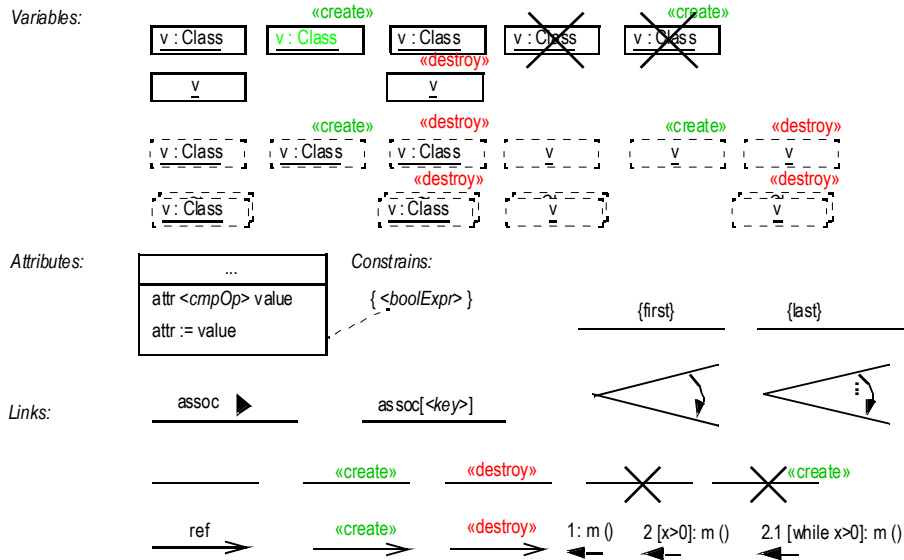 Variables:
«create» «create»
v : Class v : Class v : Class v : Class v : Class
«destroy»
v v
«create» «destroy» «create» «destroy»
v : Class v : Class v : Class v v v
«destroy» «destroy»
v : Class v : Class v v
Attributes: ... Constrains:
attr <cmpOp> value { <boolExpr> } {first} {last}
attr := value
...
Links: assoc assoc[<key>]
«create» «destroy» «create»
ref «create» «destroy» 1: m () 2 [x>0]: m () 2.1 [while x>0]: m ()